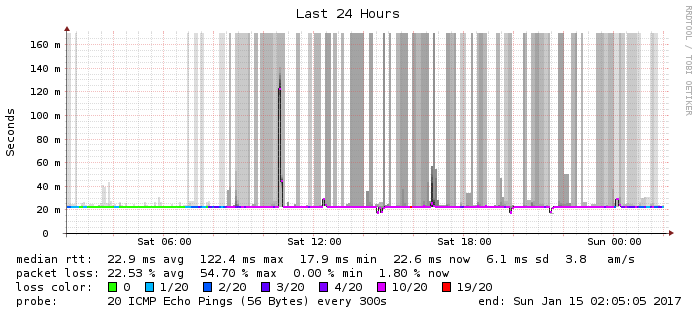 Last 24 Hours
RRDTOOL / TOBI OETIKER
Seconds
160 m
140 m
120 m
100 m
80 m
60 m
40 m
20 m
0
Sat 06:00 Sat 12:00 Sat 18:00 Sun 00:00
median rtt: 22.9 ms avg 122.4 ms max 17.9 ms min 22.6 ms now 6.1 ms sd 3.8 am/s
packet loss: 22.53 % avg 54.70 % max 0.00 % min 1.80 % now
loss color: 0 1/20 2/20 3/20 4/20 10/20 19/20
probe: 20 ICMP Echo Pings (56 Bytes) every 300s end: Sun Jan 15 02:05:05 2017